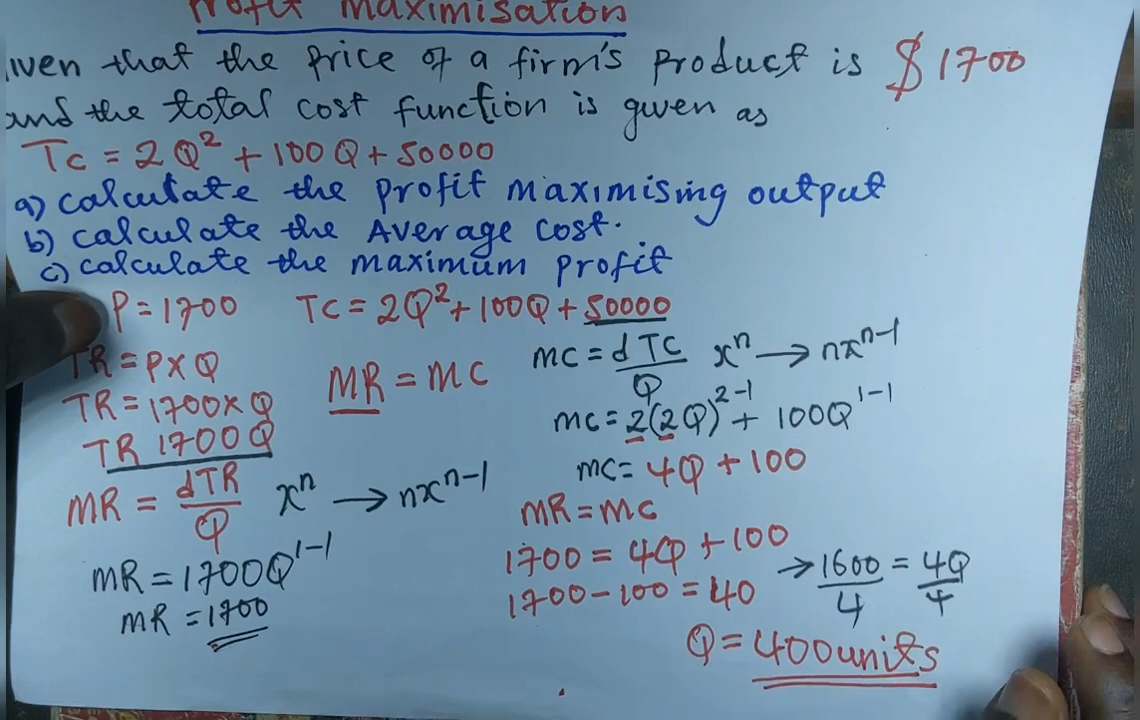 Profit Maximisation
iven that the price of a firm's product is $1700
and the total cost function is given as
TC = 2Q² + 100Q + 50000
a) calculate the profit maximising output
b) calculate the Average cost.
c) calculate the maximum profit
P = 1700
TC = 2Q² + 100Q + 50000
TR = P X Q
TR = 1700 X Q
TR 1700Q
MR = MC
MR = dTR/Q xⁿ → nxⁿ⁻¹
MR = 1700Q¹⁻¹
MR = 1700
MC = dTC/Q xⁿ → nxⁿ⁻¹
MC = 2(2Q)²⁻¹ + 100Q¹⁻¹
MC = 4Q + 100
MR = MC
1700 = 4Q + 100
1700 - 100 = 4Q
→ 1600/4 = 4Q/4
Q = 400units